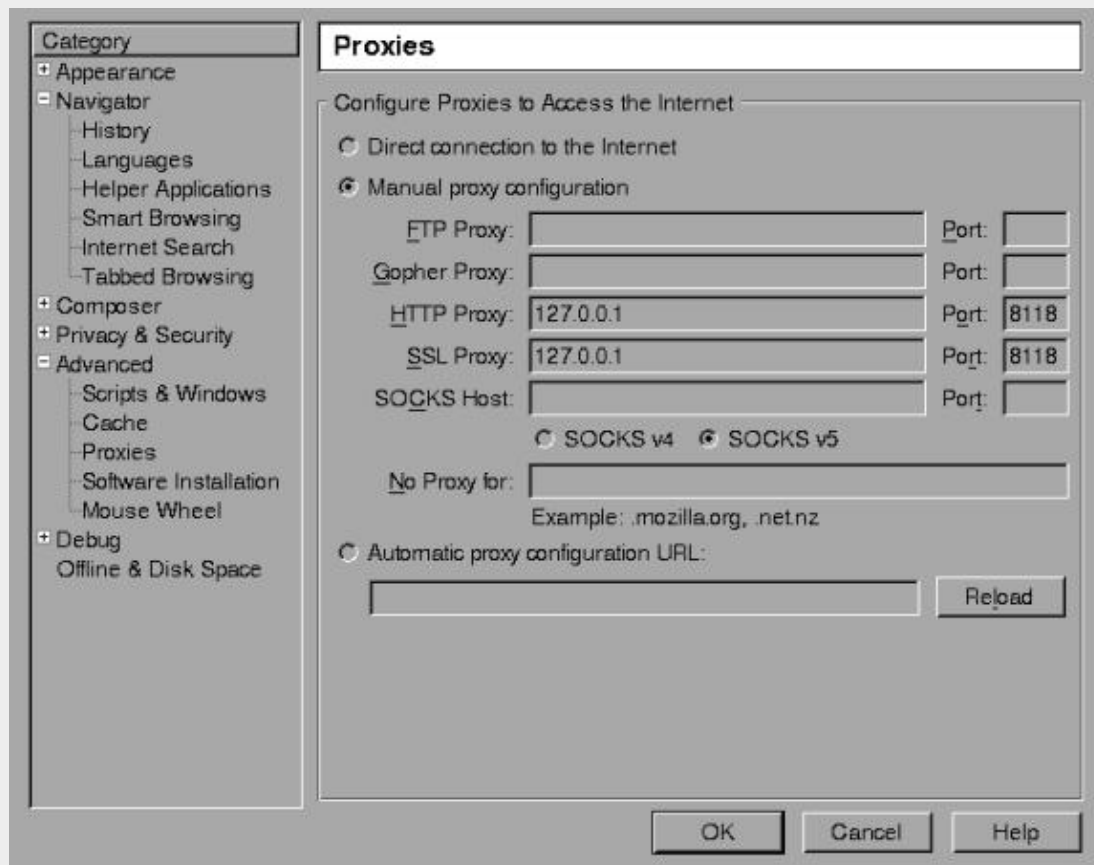 Category
Appearance
Navigator
History
Languages
Helper Applications
Smart Browsing
Internet Search
Tabbed Browsing
Composer
Privacy & Security
Advanced
Scripts & Windows
Cache
Proxies
Software Installation
Mouse Wheel
Debug
Offline & Disk Space
Proxies
Configure Proxies to Access the Internet
Direct connection to the Internet
Manual proxy configuration
FTP Proxy: Port:
Gopher Proxy: Port:
HTTP Proxy: 127.0.0.1 Port: 8118
SSL Proxy: 127.0.0.1 Port: 8118
SOCKS Host: Port:
SOCKS v4 SOCKS v5
No Proxy for:
Example: .mozilla.org, .net.nz
Automatic proxy configuration URL:
Reload
OK Cancel Help